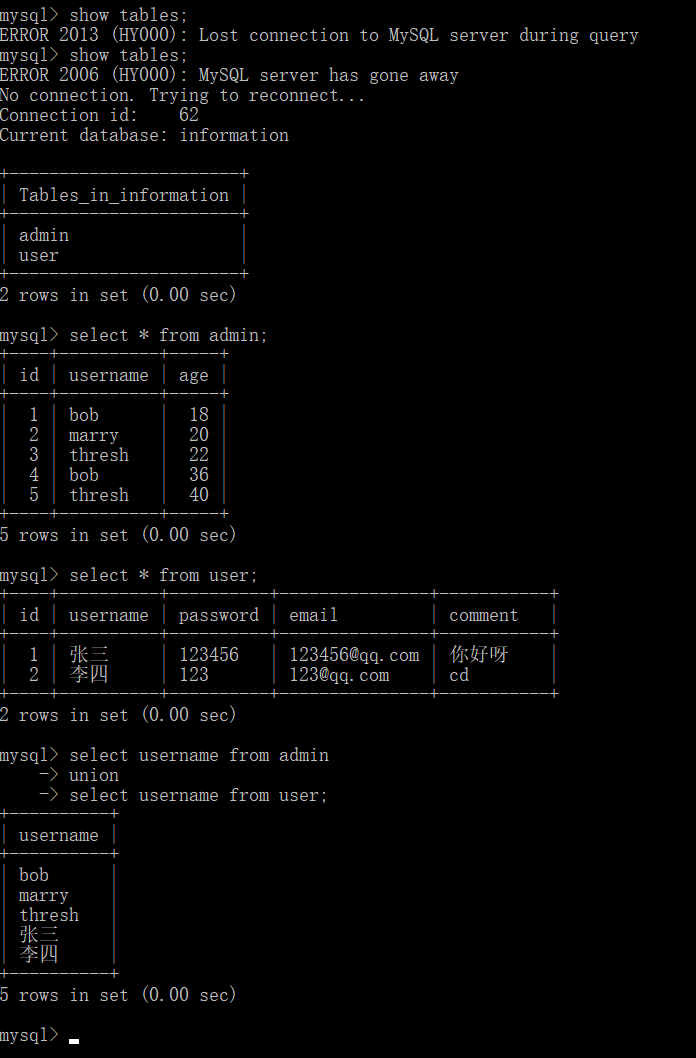 mysql> show tables;
ERROR 2013 (HY000): Lost connection to MySQL server during query
mysql> show tables;
ERROR 2006 (HY000): MySQL server has gone away
No connection. Trying to reconnect...
Connection id:    62
Current database: information

+-----------------------+
| Tables_in_information |
+-----------------------+
| admin                 |
| user                  |
+-----------------------+
2 rows in set (0.00 sec)

mysql> select * from admin;
+----+----------+-----+
| id | username | age |
+----+----------+-----+
|  1 | bob      |  18 |
|  2 | marry    |  20 |
|  3 | thresh   |  22 |
|  4 | bob      |  36 |
|  5 | thresh   |  40 |
+----+----------+-----+
5 rows in set (0.00 sec)

mysql> select * from user;
+----+----------+----------+---------------+-----------+
| id | username | password | email         | comment   |
+----+----------+----------+---------------+-----------+
|  1 | 张三     | 123456   | 123456@qq.com | 你好呀    |
|  2 | 李四     | 123      | 123@qq.com    | cd        |
+----+----------+----------+---------------+-----------+
2 rows in set (0.00 sec)

mysql> select username from admin
    -> union
    -> select username from user;
+----------+
| username |
+----------+
| bob      |
| marry    |
| thresh   |
| 张三     |
| 李四     |
+----------+
5 rows in set (0.00 sec)

mysql>